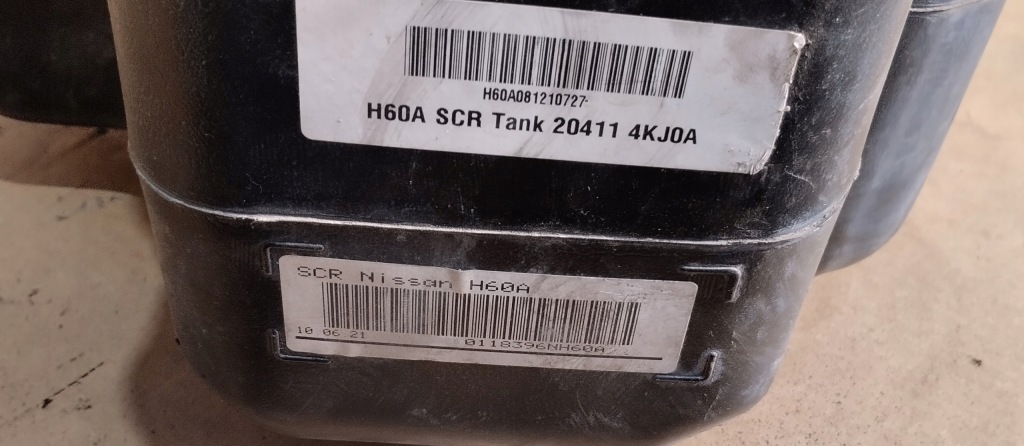 H60A081210727
H60A SCR Tank 20411 4KJ0A
SCR Nissan H60A
10 06 21
0118396NH60A